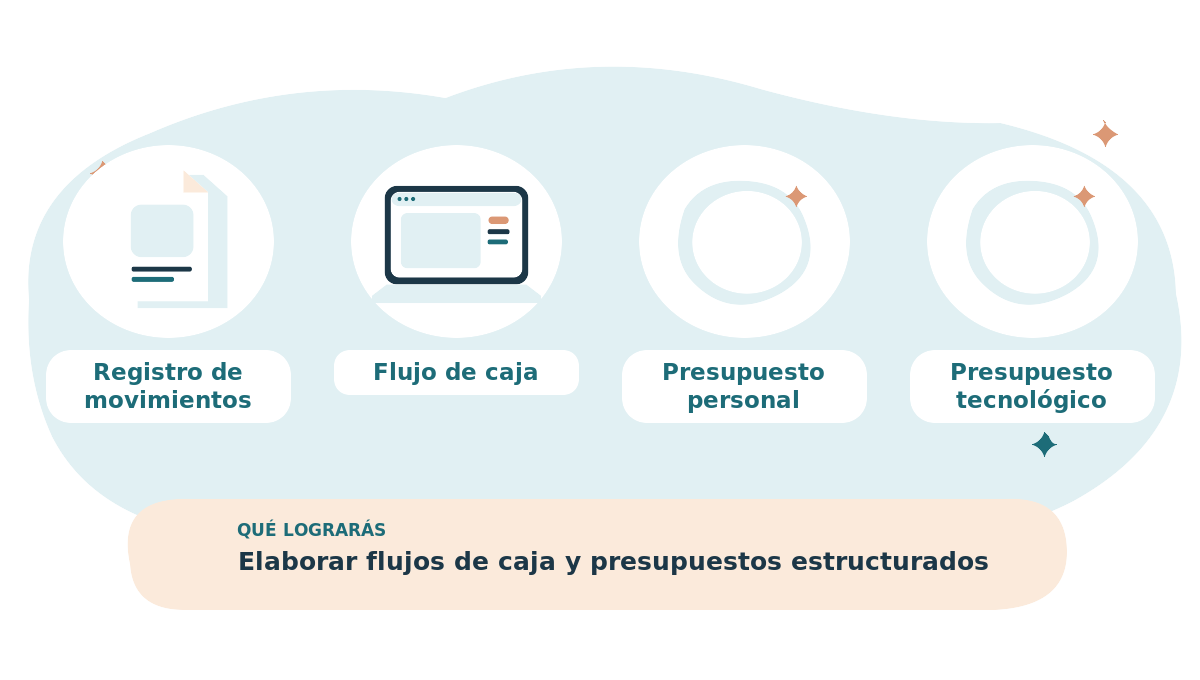 Registro de
movimientos
Flujo de caja
Presupuesto
personal
Presupuesto
tecnológico
QUÉ LOGRARÁS
Elaborar flujos de caja y presupuestos estructurados